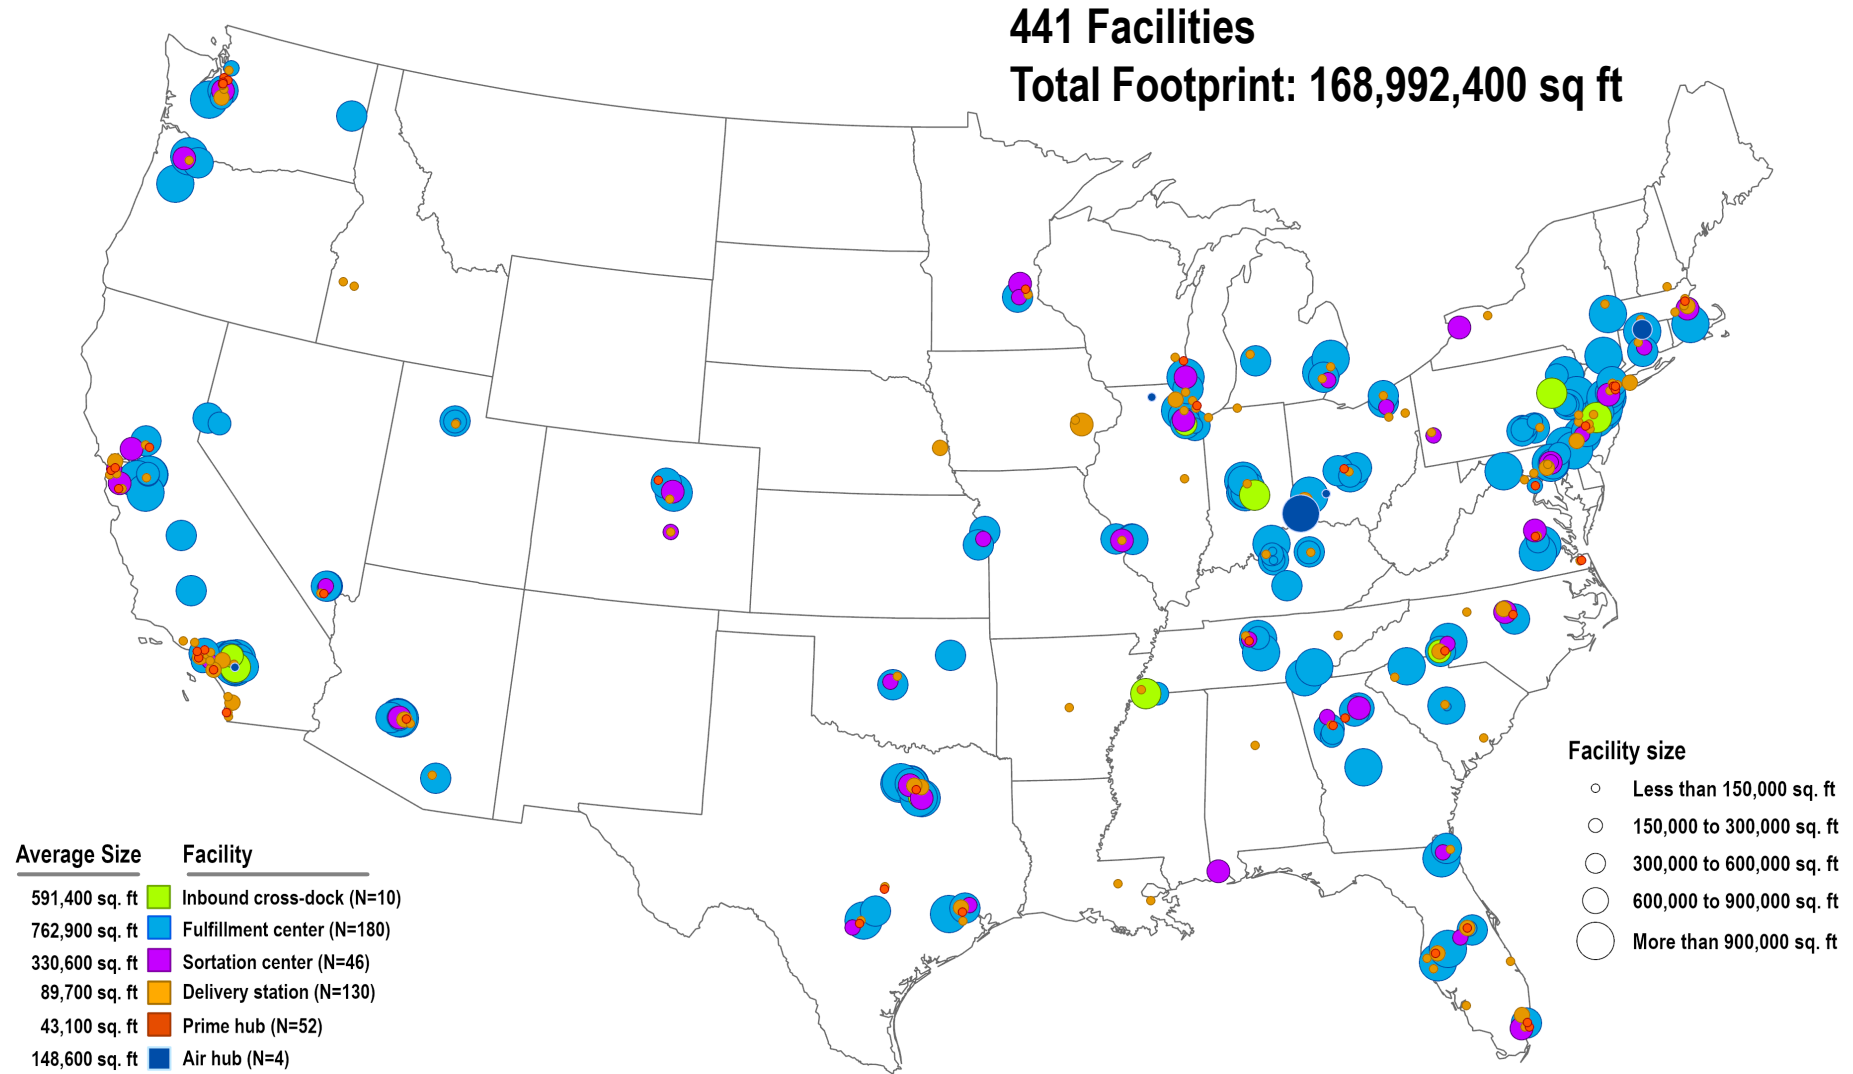 441 Facilities
Total Footprint: 168,992,400 sq ft
Facility size
Less than 150,000 sq. ft
150,000 to 300,000 sq. ft
300,000 to 600,000 sq. ft
600,000 to 900,000 sq. ft
More than 900,000 sq. ft
Average Size Facility
591,400 sq. ft Inbound cross-dock (N=10)
762,900 sq. ft Fulfillment center (N=180)
330,600 sq. ft Sortation center (N=46)
89,700 sq. ft Delivery station (N=130)
43,100 sq. ft Prime hub (N=52)
148,600 sq. ft Air hub (N=4)